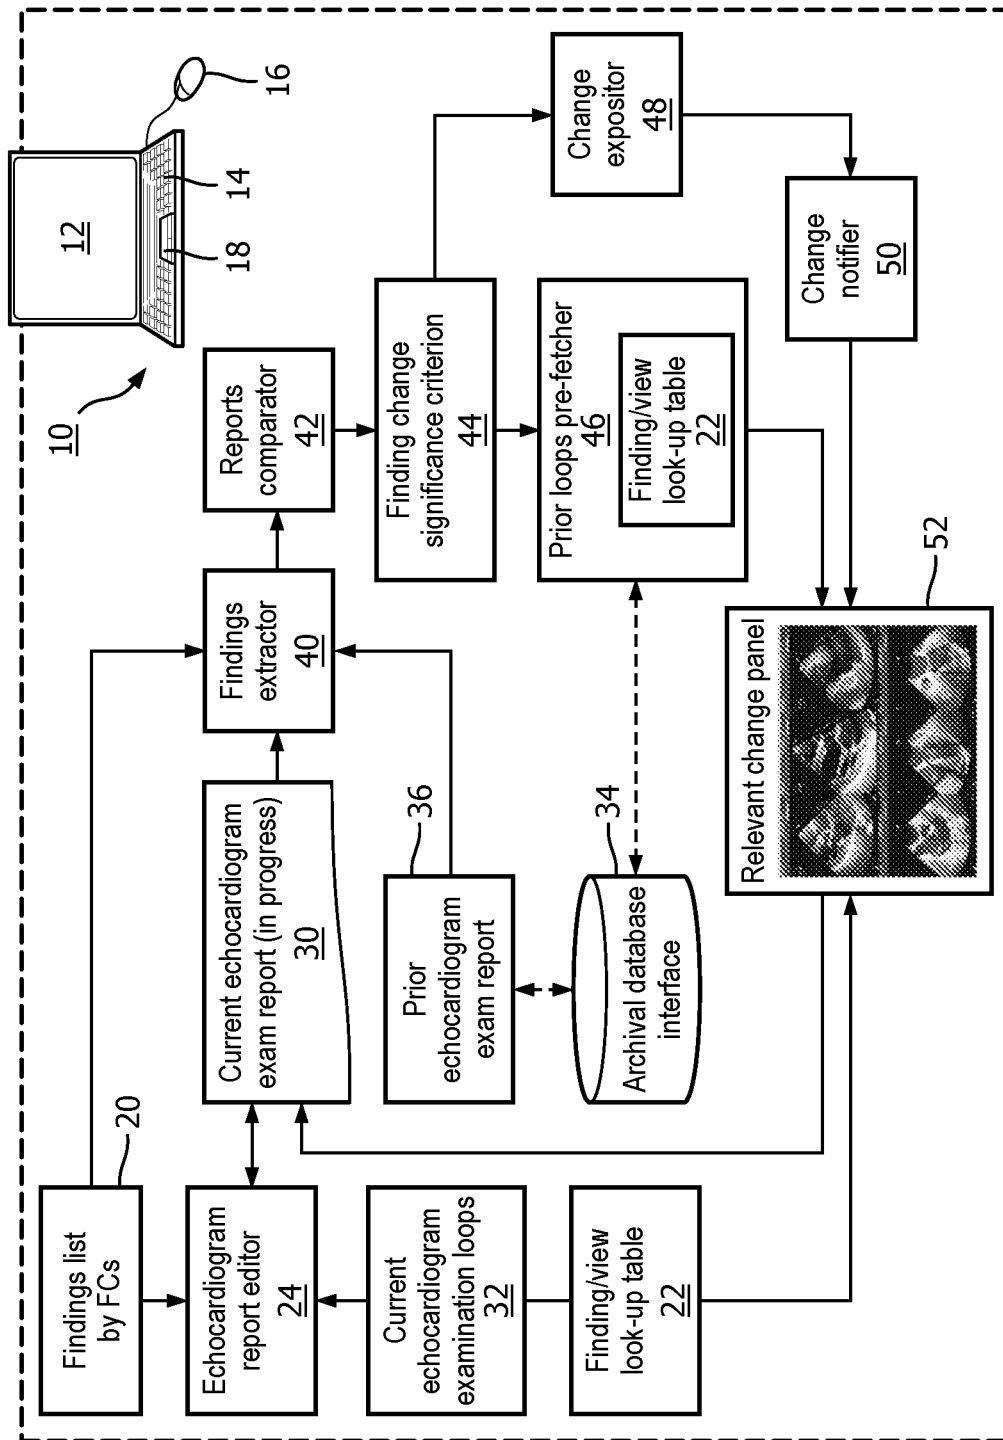 10
12
14
16
18
Findings list
by FCs
20
Echocardiogram
report editor
24
Current
echocardiogram
examination loops
32
Finding/view
look-up table
22
Current echocardiogram
exam report (in progress)
30
Prior
echocardiogram
exam report
36
Archival database
interface
34
Findings
extractor
40
Reports
comparator
42
Finding change
significance criterion
44
Prior loops pre-fetcher
46
Finding/view
look-up table
22
Change
expositor
48
Change
notifier
50
Relevant change panel
52